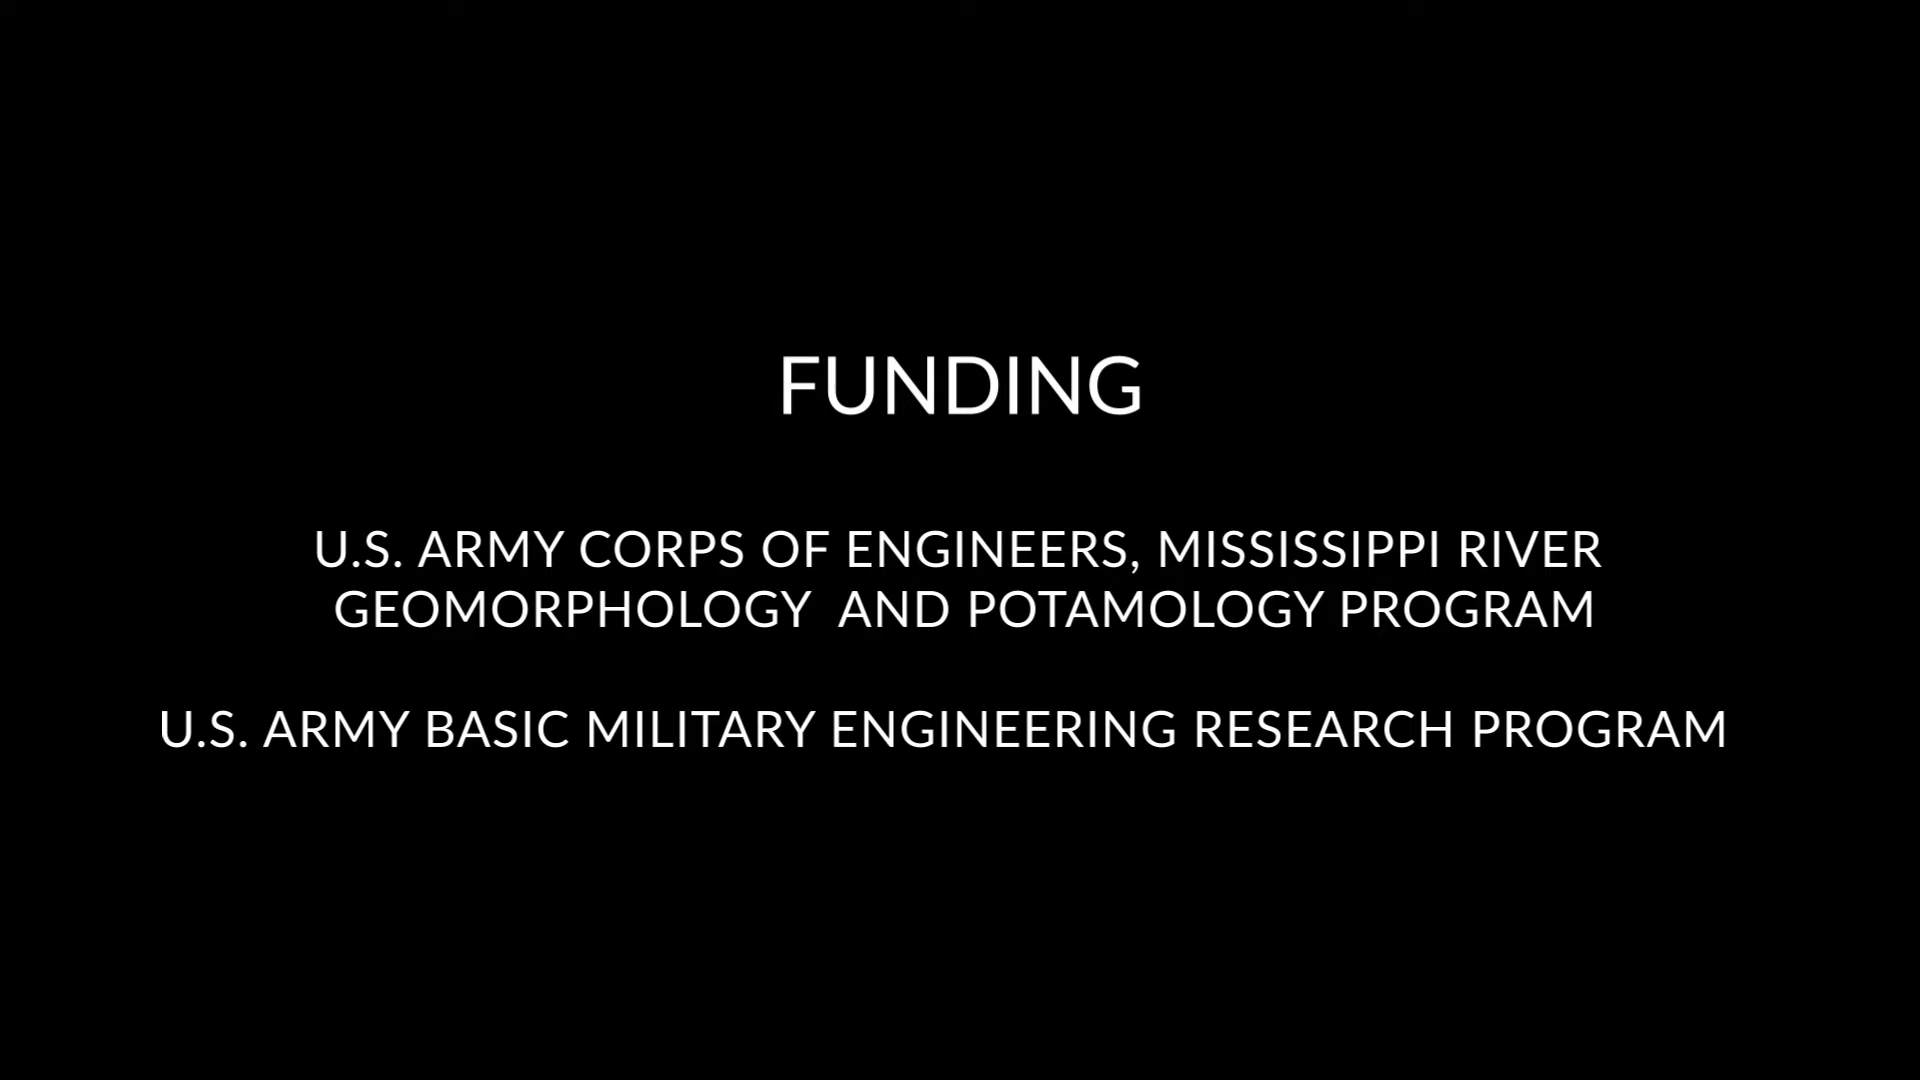 FUNDING
U.S. ARMY CORPS OF ENGINEERS, MISSISSIPPI RIVER
GEOMORPHOLOGY  AND POTAMOLOGY PROGRAM
U.S. ARMY BASIC MILITARY ENGINEERING RESEARCH PROGRAM